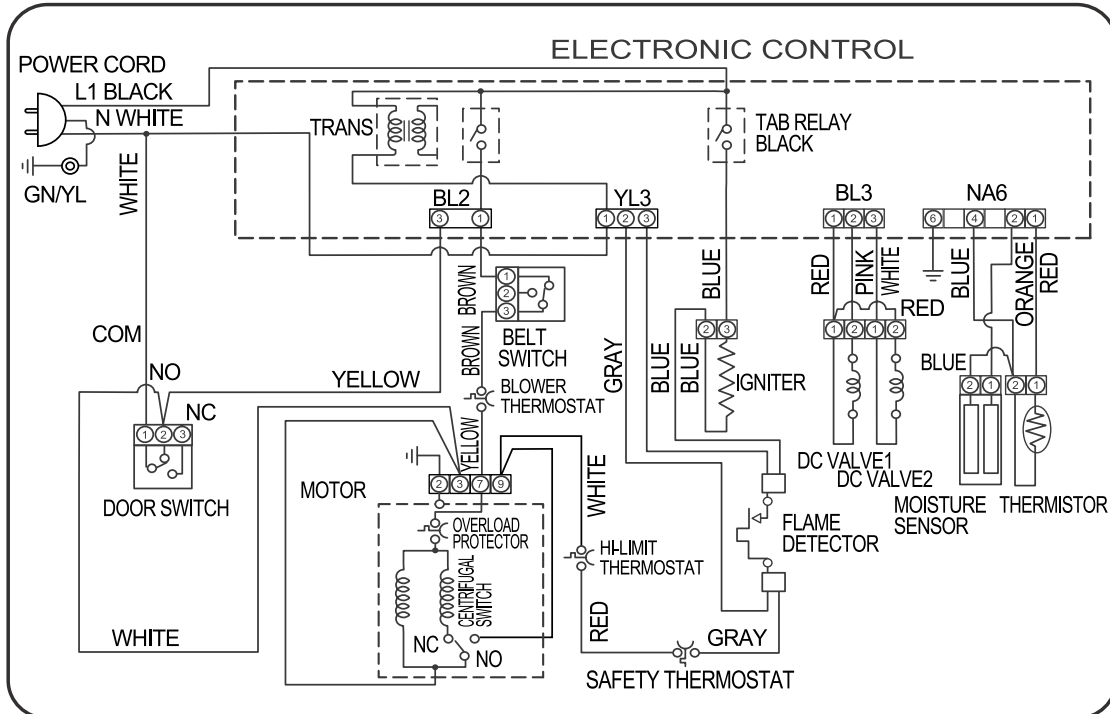 ELECTRONIC CONTROL
POWER CORD
L1 BLACK
N WHITE
GN/YL
WHITE
TRANS
TAB RELAY
BLACK
BL2
YL3
BL3
NA6
3 1
1 2 3
1 2 3
6 4 2 1
BROWN
1
2
3
BELT
SWITCH
BLUE
RED
PINK
WHITE
RED
BLUE
ORANGE
RED
COM
NO
NC
YELLOW
BROWN
BLOWER
THERMOSTAT
GRAY
BLUE
BLUE
2 3
IGNITER
1 2 1 2
BLUE
2 1 2 1
1 2 3
DOOR SWITCH
YELLOW
MOTOR
2 3 7 9
WHITE
DC VALVE1
DC VALVE2
MOISTURE
SENSOR
THERMISTOR
OVERLOAD
PROTECTOR
CENTRIFUGAL
SWITCH
HI-LIMIT
THERMOSTAT
FLAME
DETECTOR
NC
NO
WHITE
RED
GRAY
SAFETY THERMOSTAT